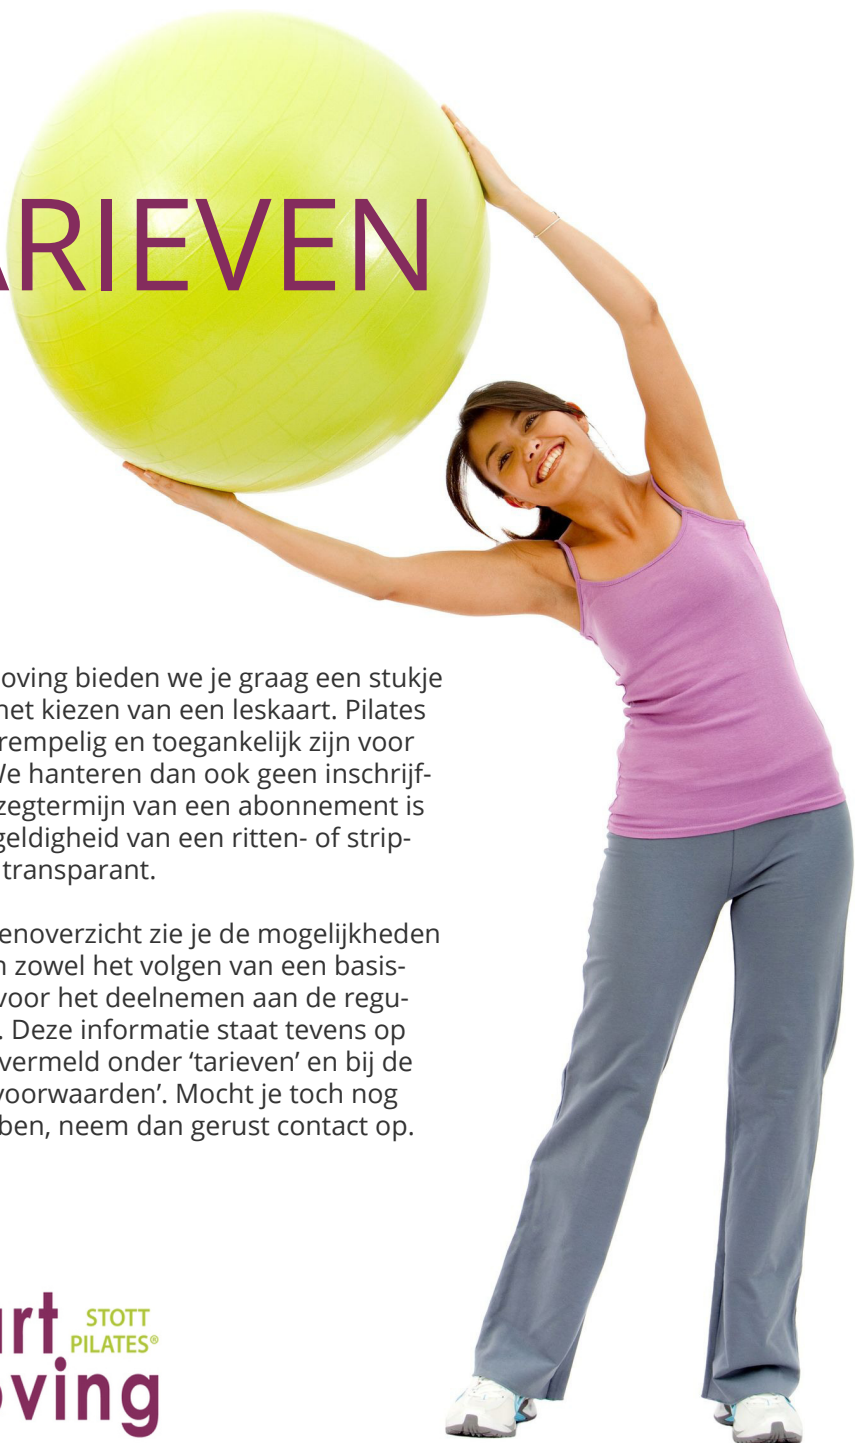 ARIEVEN
oving bieden we je graag een stukje
het kiezen van een leskaart. Pilates
rempelig en toegankelijk zijn voor
We hanteren dan ook geen inschrijf-
zegtermijn van een abonnement is
geldigheid van een ritten- of strip-
transparant.
enoverzicht zie je de mogelijkheden
n zowel het volgen van een basis-
voor het deelnemen aan de regu-
. Deze informatie staat tevens op
vermeld onder ‘tarieven’ en bij de
voorwaarden’. Mocht je toch nog
ben, neem dan gerust contact op.
art STOTT
PILATES®
oving